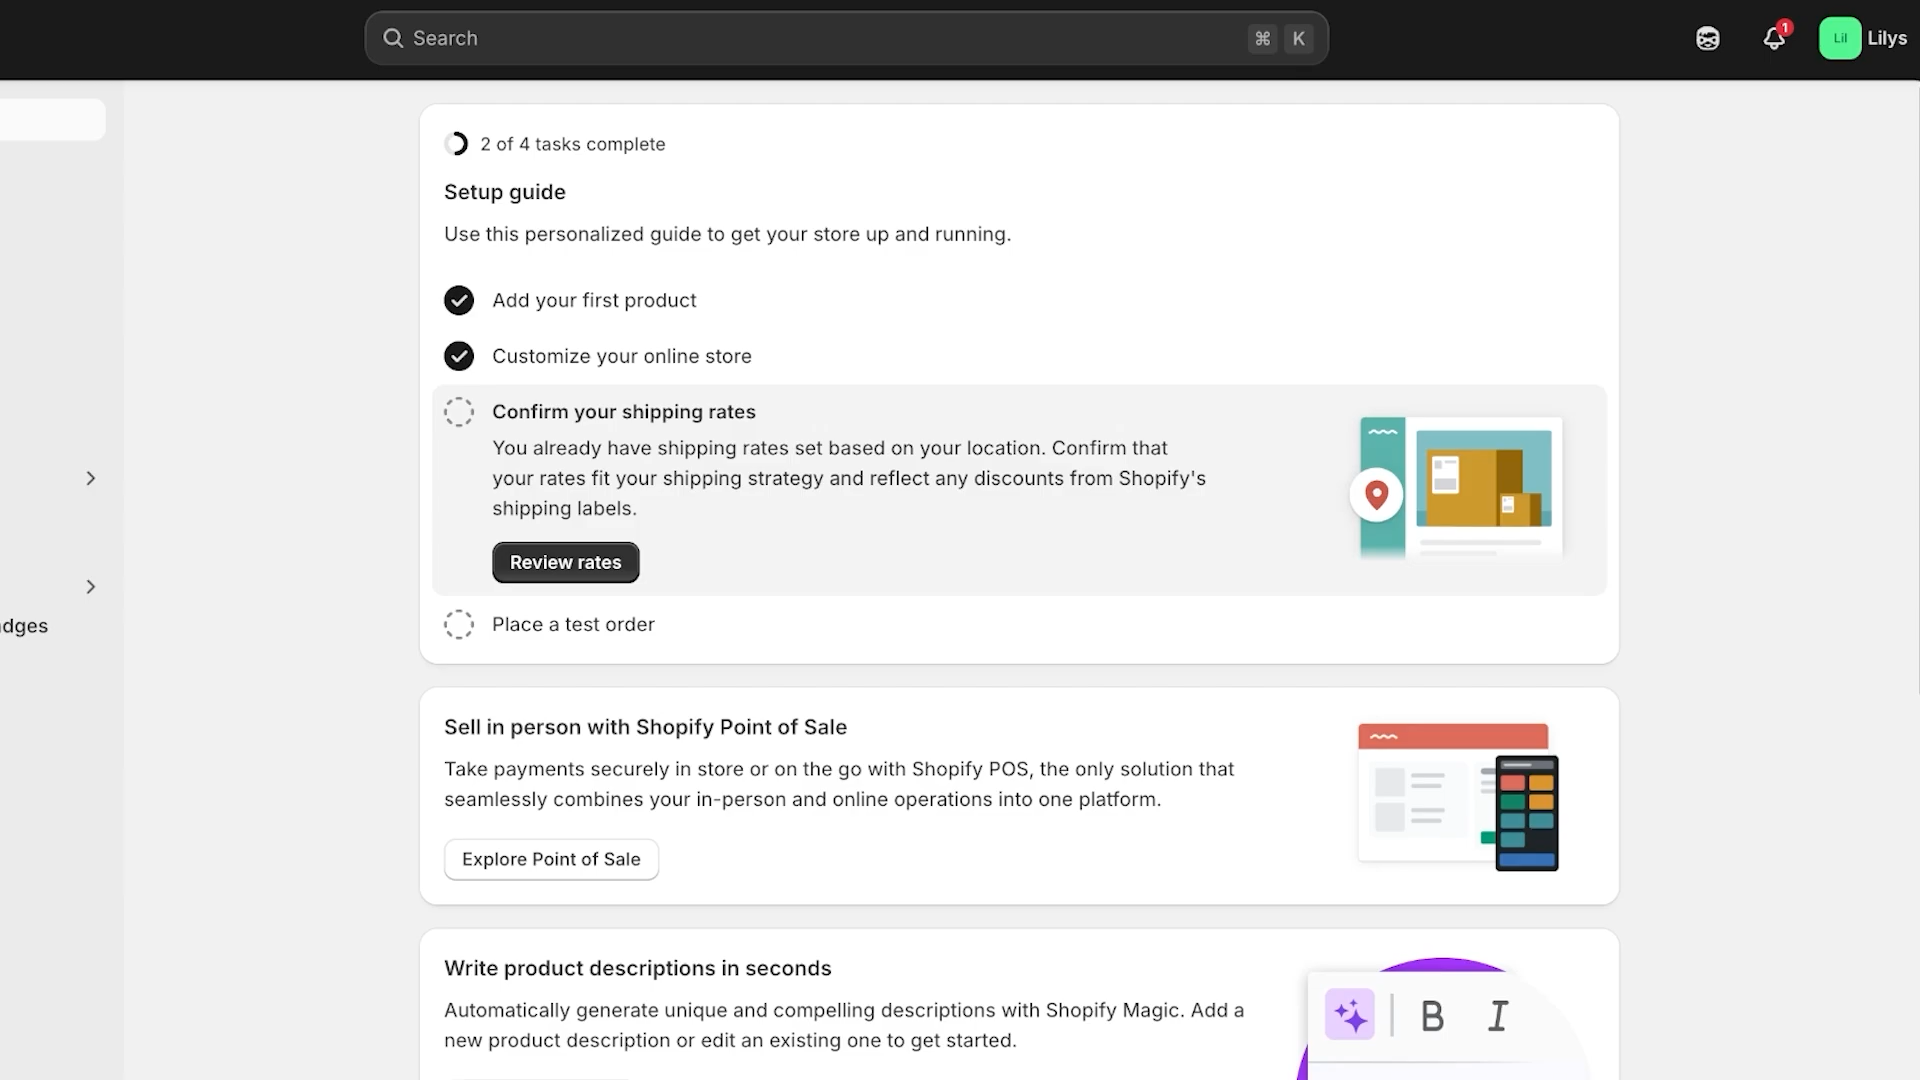 Search
⌘ K
1
Lil
Lilys
2 of 4 tasks complete
Setup guide
Use this personalized guide to get your store up and running.
Add your first product
Customize your online store
Confirm your shipping rates
You already have shipping rates set based on your location. Confirm that
your rates fit your shipping strategy and reflect any discounts from Shopify's
shipping labels.
Review rates
Place a test order
Sell in person with Shopify Point of Sale
Take payments securely in store or on the go with Shopify POS, the only solution that
seamlessly combines your in-person and online operations into one platform.
Explore Point of Sale
Write product descriptions in seconds
Automatically generate unique and compelling descriptions with Shopify Magic. Add a
new product description or edit an existing one to get started.
B I